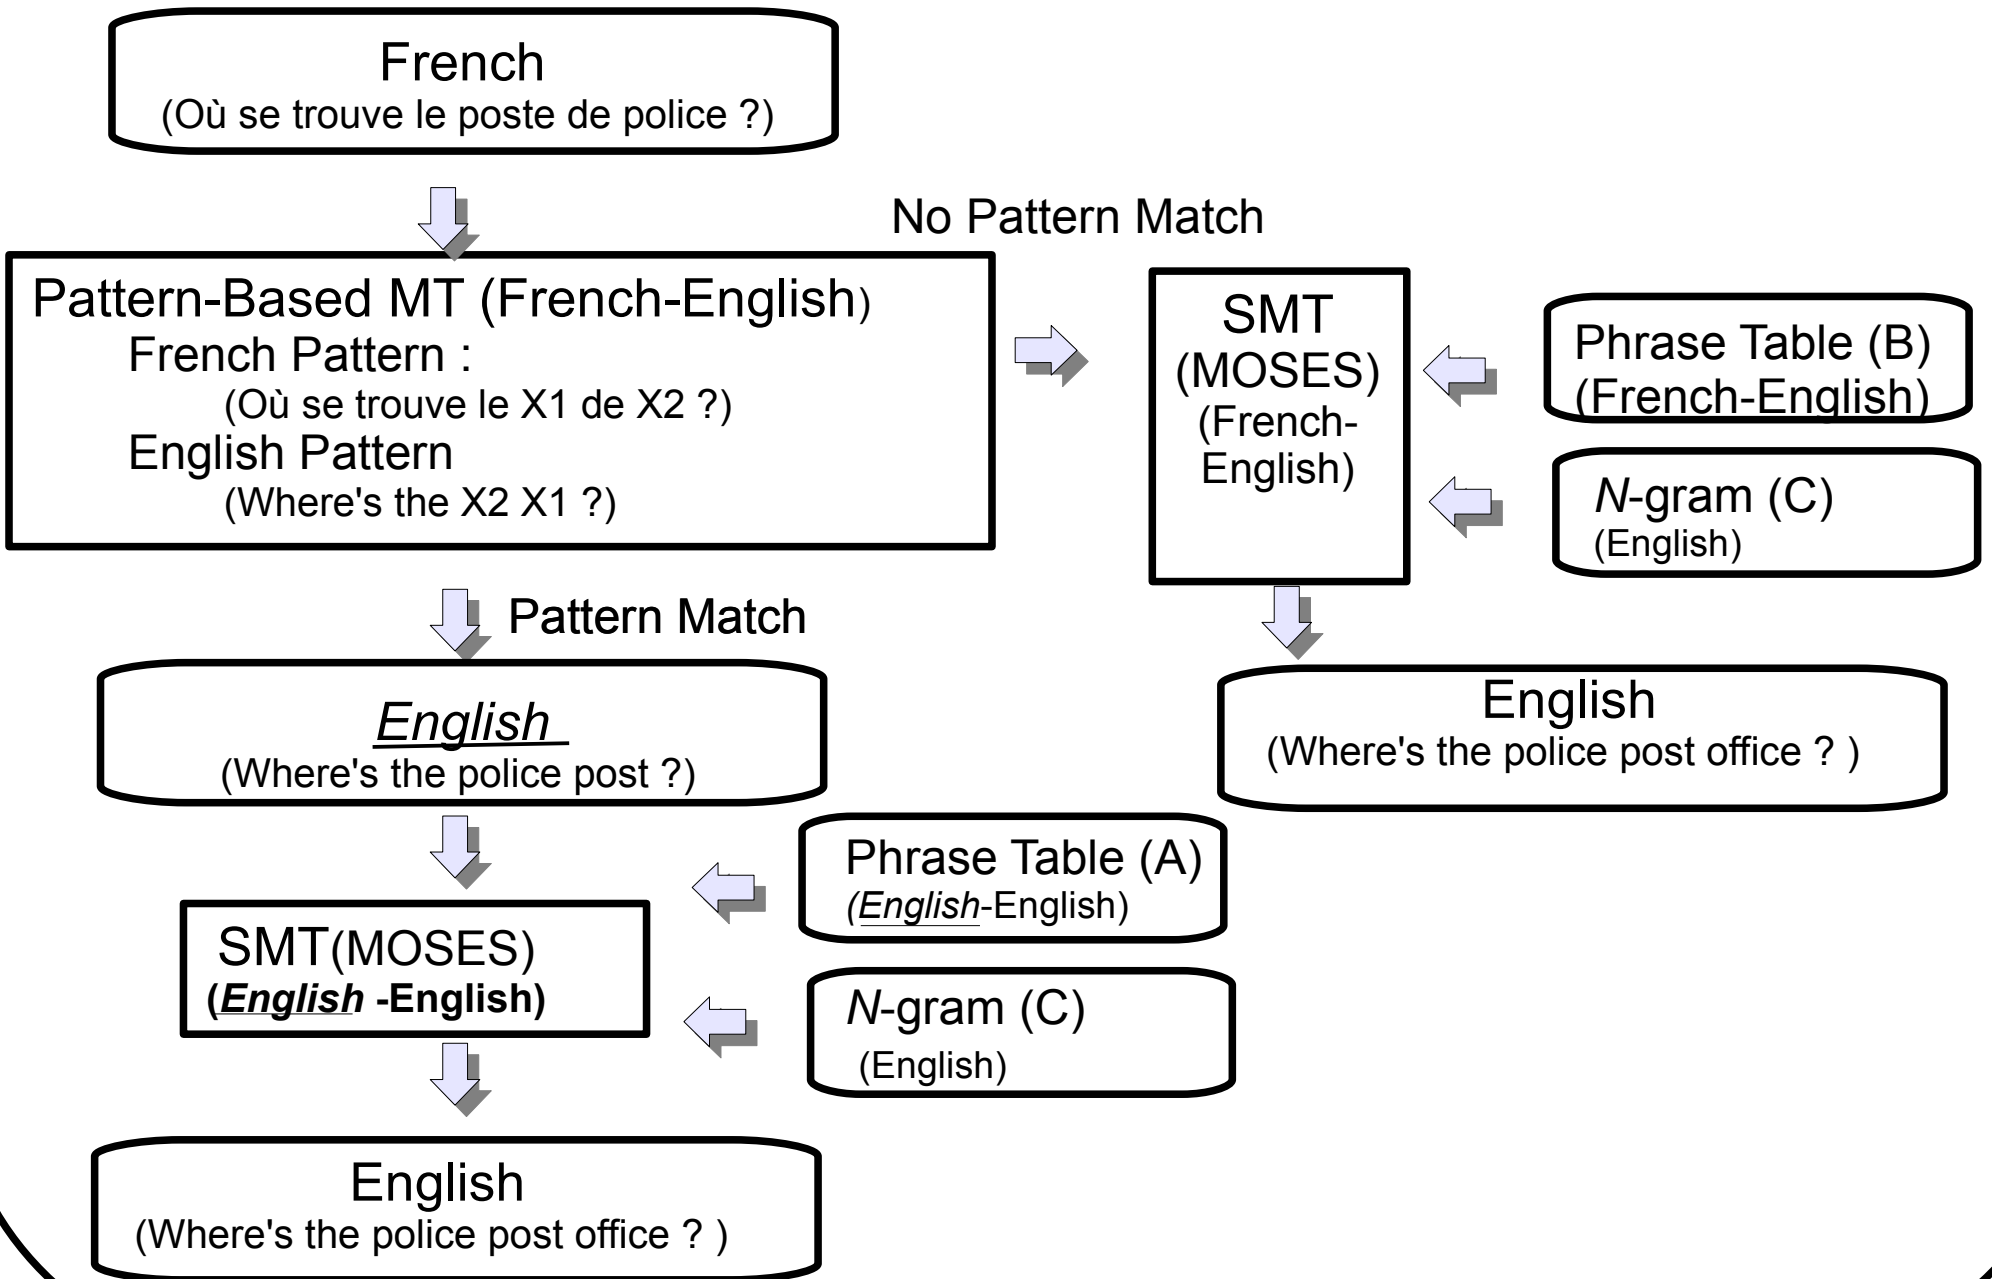 French
(Où se trouve le poste de police ?)
No Pattern Match
Pattern-Based MT (French-English)
French Pattern :
(Où se trouve le X1 de X2 ?)
English Pattern
(Where's the X2 X1 ?)
SMT
(MOSES)
(French-
English)
Phrase Table (B)
(French-English)
N-gram (C)
(English)
Pattern Match
English
(Where's the police post ?)
English
(Where's the police post office ? )
Phrase Table (A)
(English-English)
SMT(MOSES)
(English -English)
N-gram (C)
(English)
English
(Where's the police post office ? )